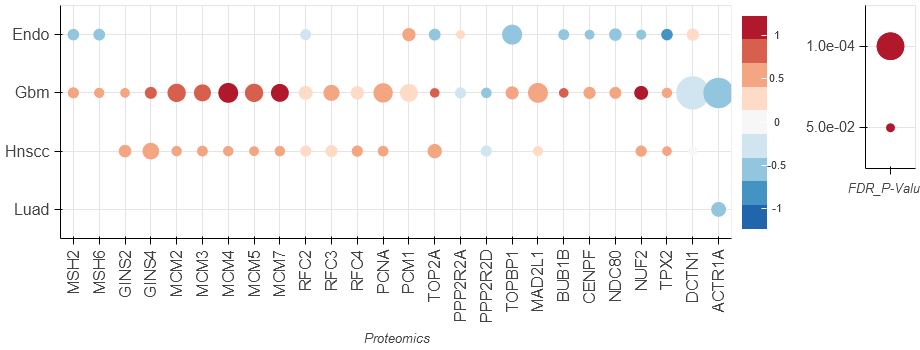 Endo
Gbm
Hnscc
Luad
MSH2
MSH6
GINS2
GINS4
MCM2
MCM3
MCM4
MCM5
MCM7
RFC2
RFC3
RFC4
PCNA
PCM1
TOP2A
PPP2R2A
PPP2R2D
TOPBP1
MAD2L1
BUB1B
CENPF
NDC80
NUF2
TPX2
DCTN1
ACTR1A
Proteomics
1
0.5
0
-0.5
-1
1.0e-04
5.0e-02
FDR_P-Valu